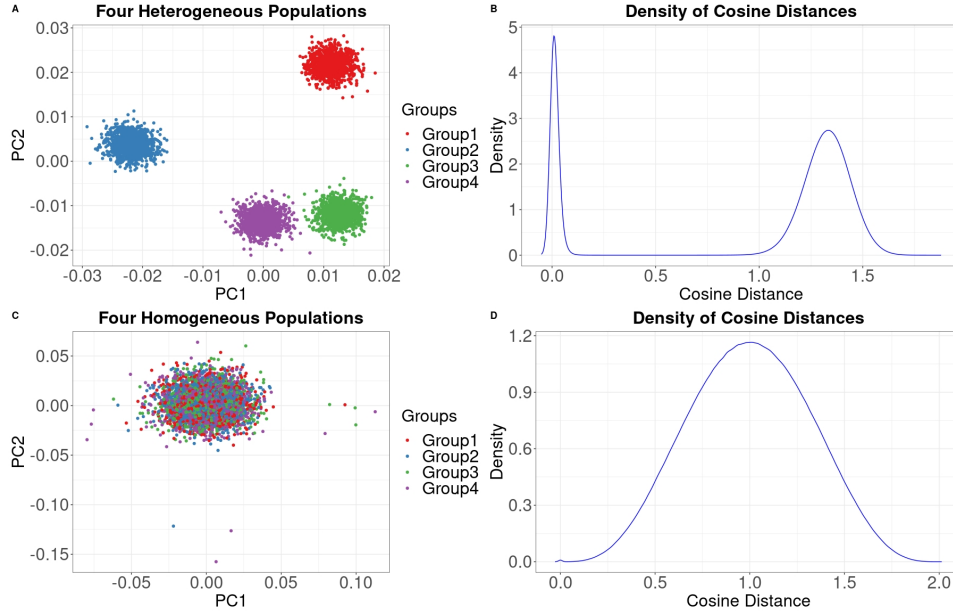 A
Four Heterogeneous Populations
0.03
0.02
0.01
0.00
-0.01
-0.02
PC2
-0.03
-0.02
-0.01
0.00
0.01
0.02
PC1
Groups
Group1
Group2
Group3
Group4
B
Density of Cosine Distances
5
4
3
2
1
0
Density
0.0
0.5
1.0
1.5
Cosine Distance
C
Four Homogeneous Populations
0.05
0.00
-0.05
-0.10
-0.15
PC2
-0.05
0.00
0.05
0.10
PC1
Groups
Group1
Group2
Group3
Group4
D
Density of Cosine Distances
1.2
0.9
0.6
0.3
0.0
Density
0.0
0.5
1.0
1.5
2.0
Cosine Distance